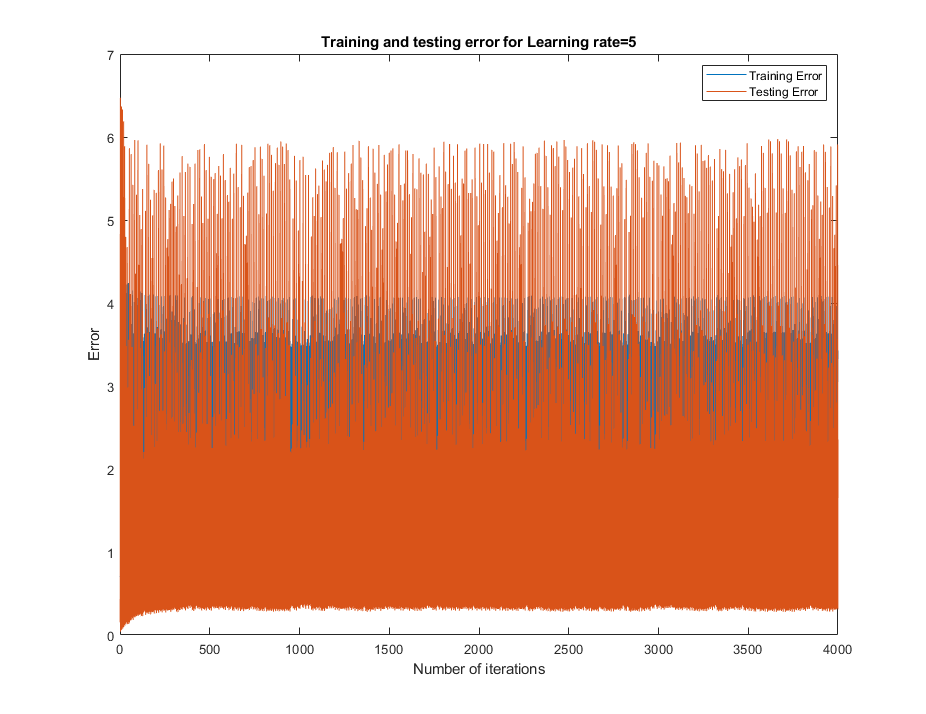 Training and testing error for Learning rate=5
7
6
5
4
3
2
1
0
Error
Training Error
Testing Error
0 500 1000 1500 2000 2500 3000 3500 4000
Number of iterations